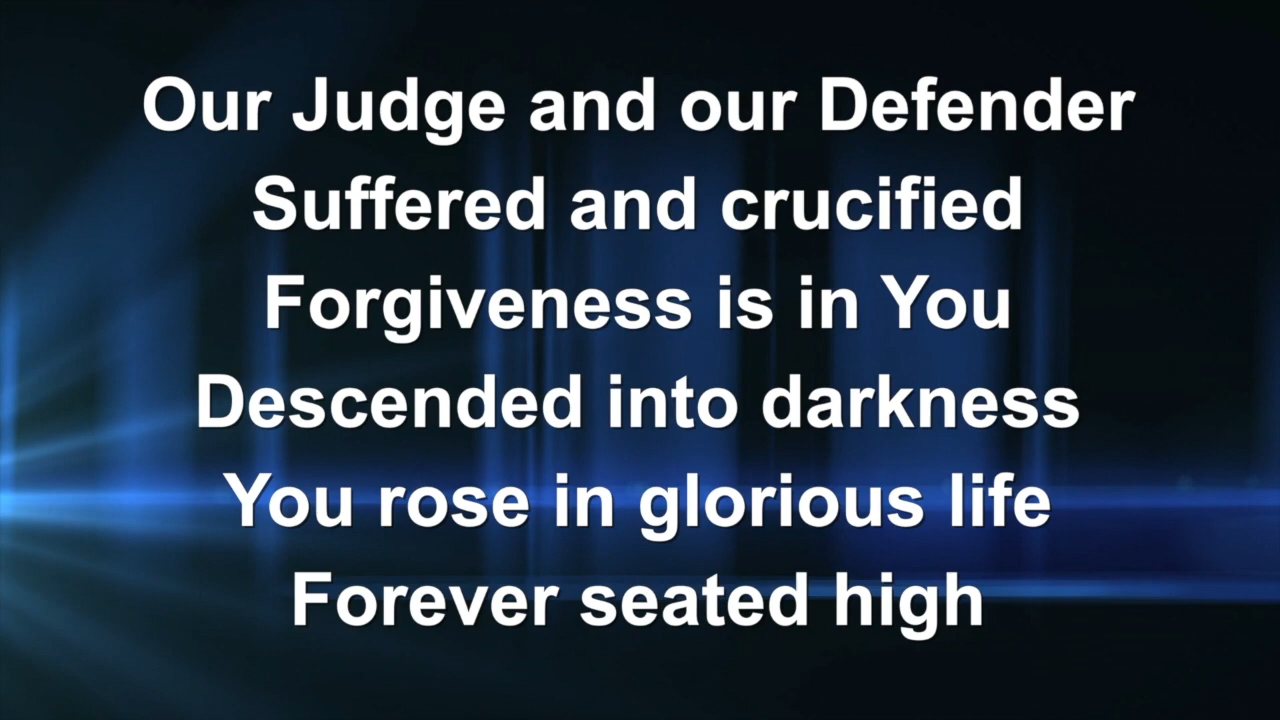 Our Judge and our Defender
Suffered and crucified
Forgiveness is in You
Descended into darkness
You rose in glorious life
Forever seated high